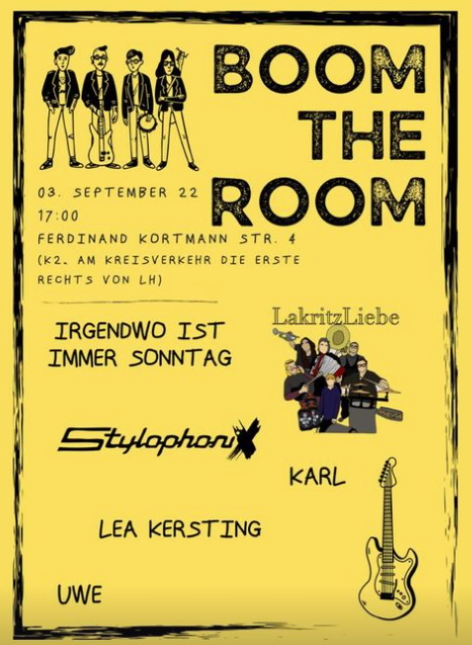 BOOM
THE
ROOM
03. SEPTEMBER 22
17:00
FERDINAND KORTMANN STR. 4
(K2. AM KREISVERKEHR DIE ERSTE
RECHTS VON LH)
IRGENDWO IST
IMMER SONNTAG
LakritzLiebe
StylophoniX
KARL
LEA KERSTING
UWE